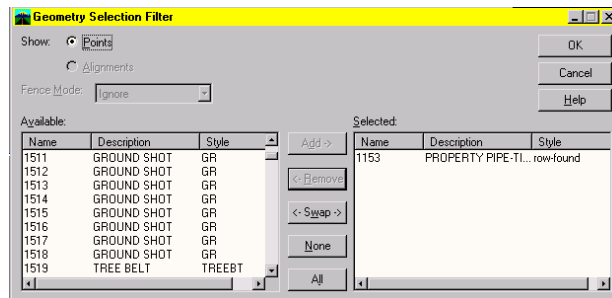 Geometry Selection Filter
Show: Points
Alignments
Fence Mode: Ignore
OK
Cancel
Help
Available:
Name Description Style
1511 GROUND SHOT GR
1512 GROUND SHOT GR
1513 GROUND SHOT GR
1514 GROUND SHOT GR
1515 GROUND SHOT GR
1516 GROUND SHOT GR
1517 GROUND SHOT GR
1518 GROUND SHOT GR
1519 TREE BELT TREEBT
Add ->
<- Remove
<- Swap ->
None
All
Selected:
Name Description Style
1153 PROPERTY PIPE-TI... row-found